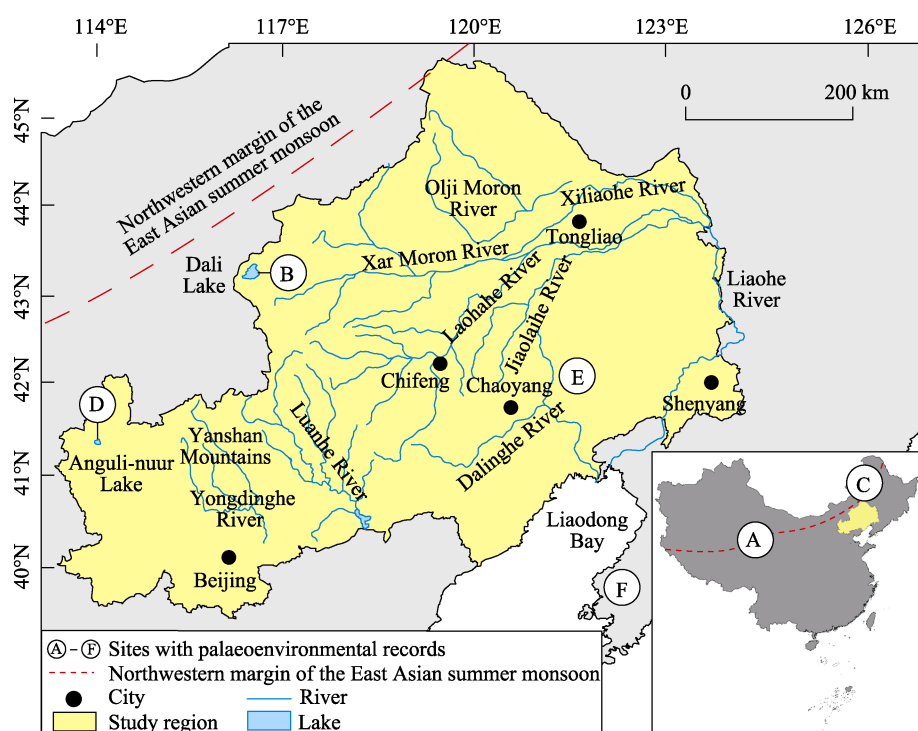 114°E
117°E
120°E
123°E
126°E
45°N
44°N
43°N
42°N
41°N
40°N
0
200 km
Northwestern margin of the
East Asian summer monsoon
Olji Moron
River
Xiliaohe River
Tongliao
Xar Moron River
Dali
Lake
B
Laohahe River
Jiaolaihe River
Liaohe
River
Chifeng
Chaoyang
E
Shenyang
D
Anguli-nuur
Lake
Yanshan
Mountains
Luanhe River
Dalinghe River
Yongdinghe
River
Beijing
Liaodong
Bay
F
C
A
A - F Sites with palaeoenvironmental records
Northwestern margin of the East Asian summer monsoon
City
River
Study region
Lake